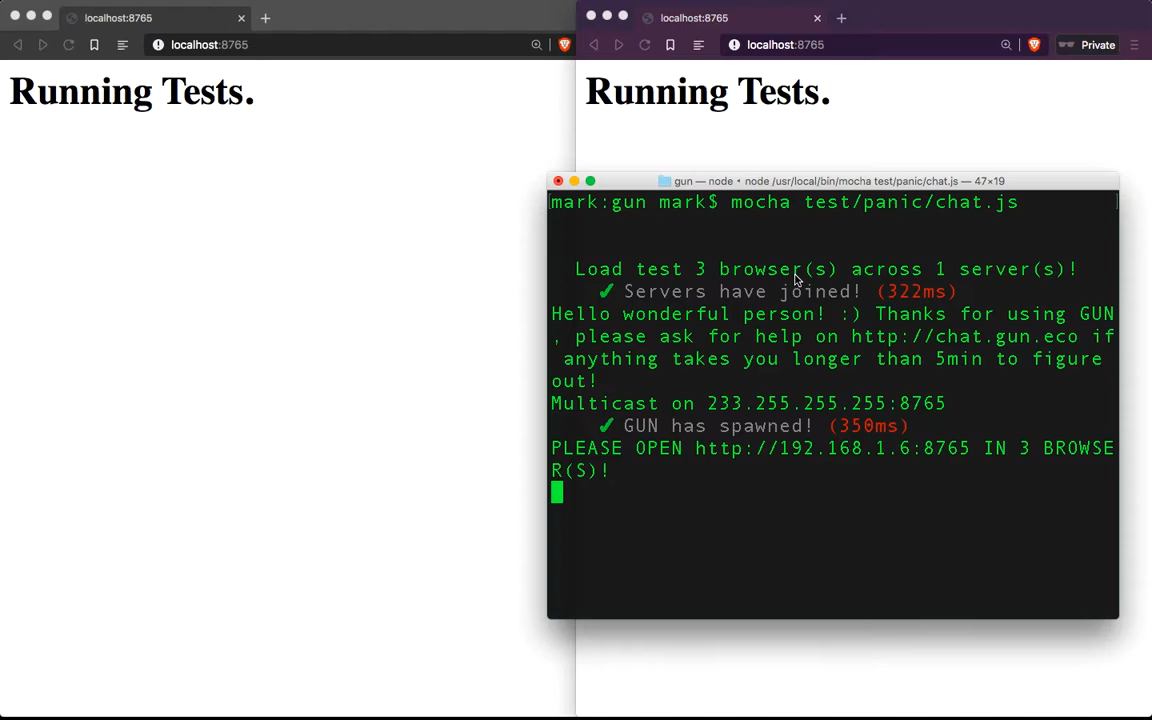 localhost:8765
localhost:8765
Running Tests.
localhost:8765
localhost:8765
Private
Running Tests.
gun — node • node /usr/local/bin/mocha test/panic/chat.js — 47×19
mark:gun mark$ mocha test/panic/chat.js
Load test 3 browser(s) across 1 server(s)!
✓ Servers have joined! (322ms)
Hello wonderful person! :) Thanks for using GUN
, please ask for help on http://chat.gun.eco if
anything takes you longer than 5min to figure
out!
Multicast on 233.255.255.255:8765
✓ GUN has spawned! (350ms)
PLEASE OPEN http://192.168.1.6:8765 IN 3 BROWSE
R(S)!